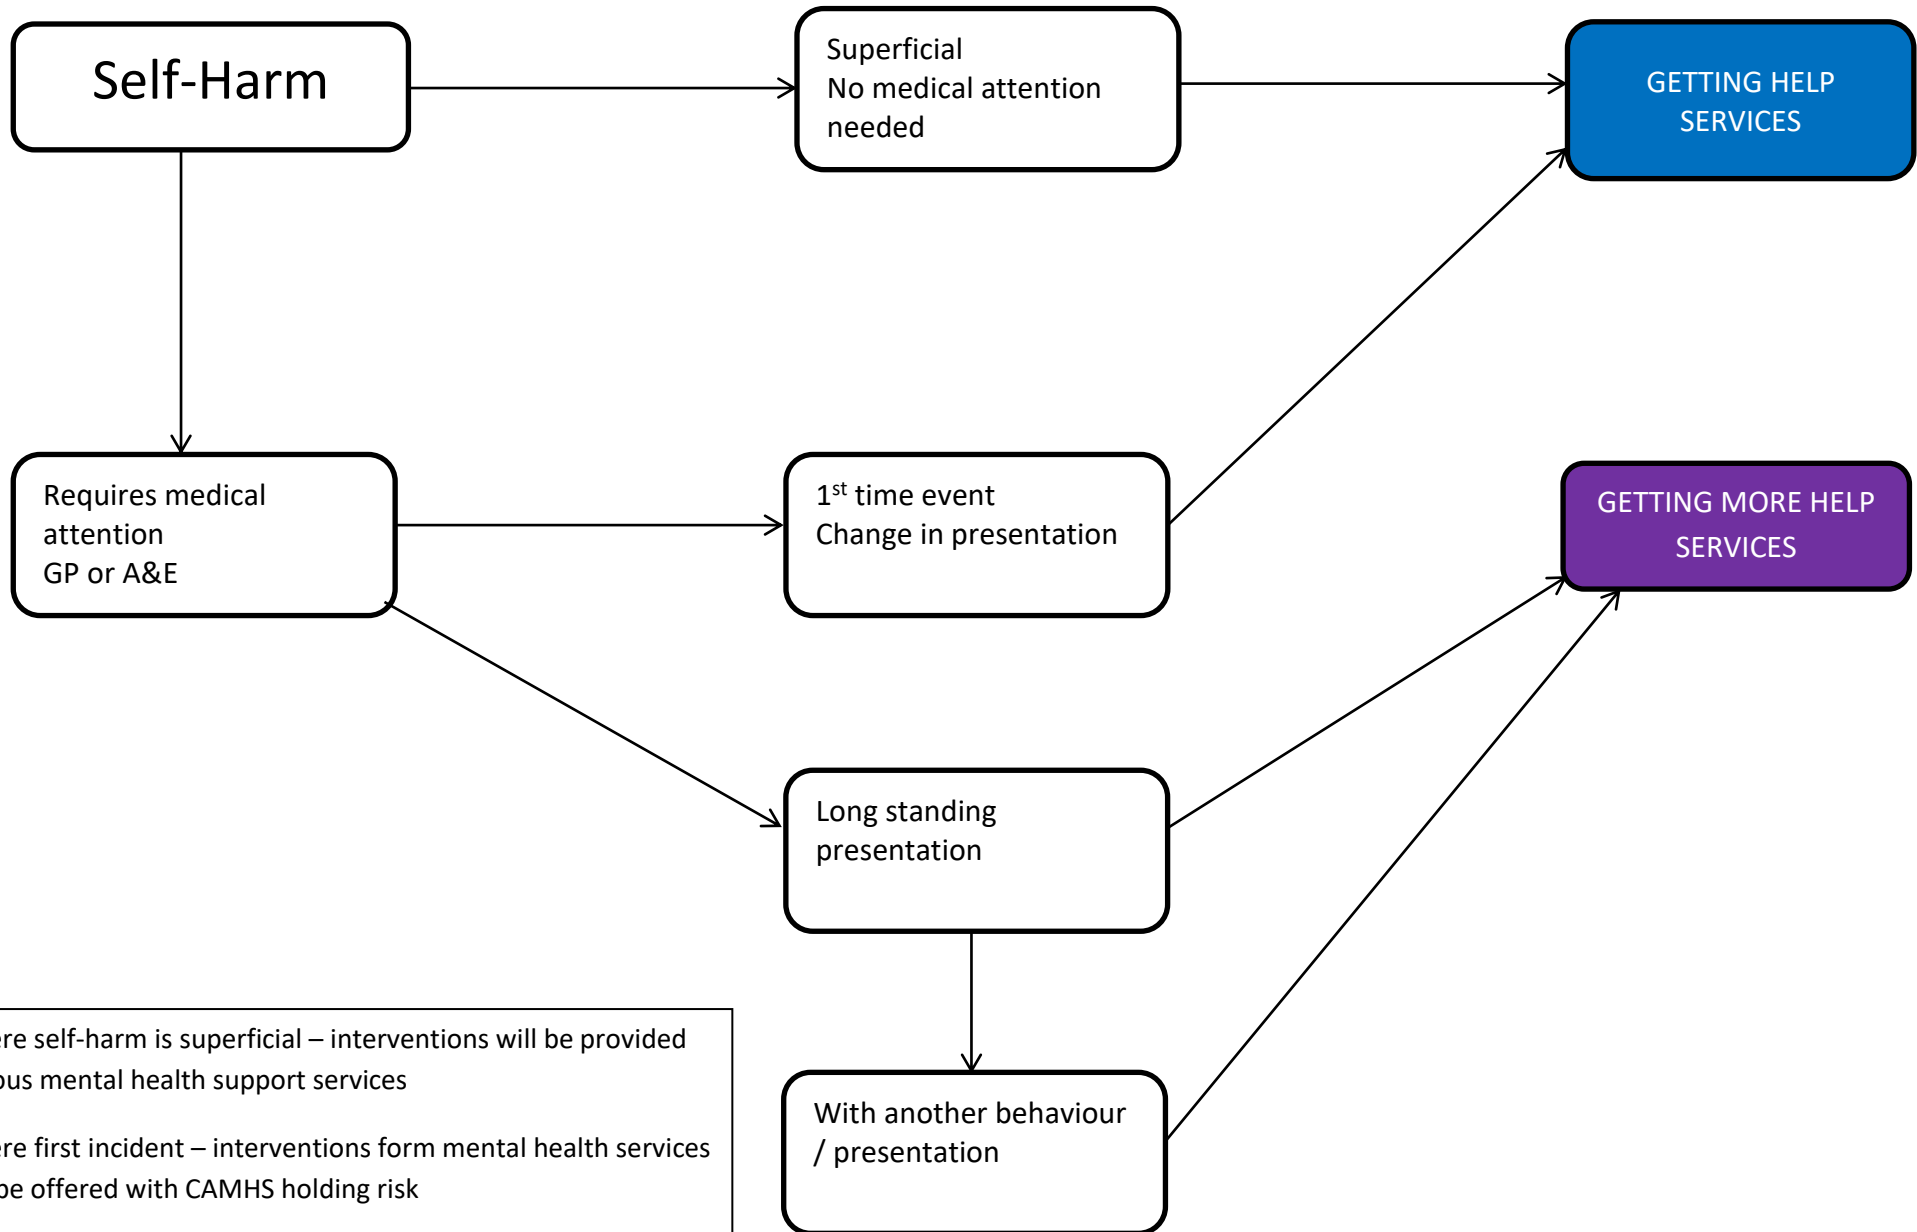 Self-Harm
Superficial
No medical attention
needed
GETTING HELP
SERVICES
Requires medical
attention
GP or A&E
1st time event
Change in presentation
GETTING MORE HELP
SERVICES
Long standing
presentation
With another behaviour
/ presentation
self-harm is superficial – interventions will be provided
mental health support services
first incident – interventions form mental health services
be offered with CAMHS holding risk